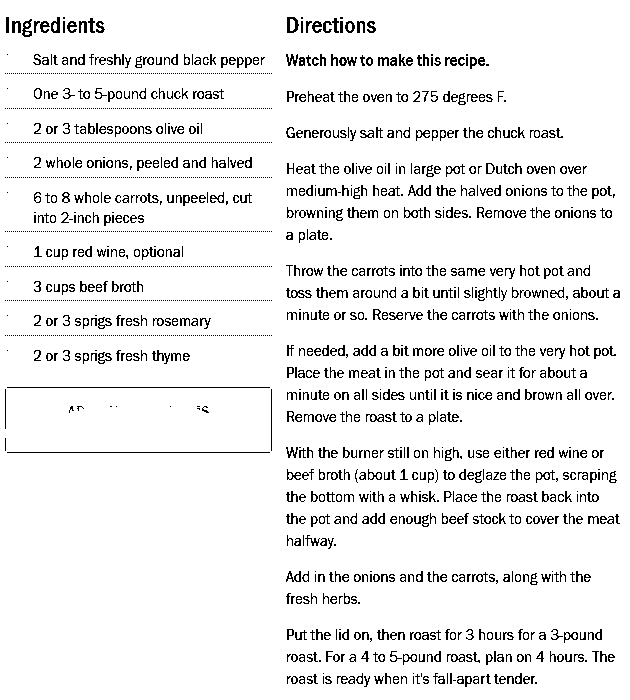 Ingredients
Salt and freshly ground black pepper
One 3- to 5-pound chuck roast
2 or 3 tablespoons olive oil
2 whole onions, peeled and halved
6 to 8 whole carrots, unpeeled, cut
into 2-inch pieces
1 cup red wine, optional
3 cups beef broth
2 or 3 sprigs fresh rosemary
2 or 3 sprigs fresh thyme
Directions
Watch how to make this recipe.
Preheat the oven to 275 degrees F.
Generously salt and pepper the chuck roast.
Heat the olive oil in large pot or Dutch oven over
medium-high heat. Add the halved onions to the pot,
browning them on both sides. Remove the onions to
a plate.
Throw the carrots into the same very hot pot and
toss them around a bit until slightly browned, about a
minute or so. Reserve the carrots with the onions.
If needed, add a bit more olive oil to the very hot pot.
Place the meat in the pot and sear it for about a
minute on all sides until it is nice and brown all over.
Remove the roast to a plate.
With the burner still on high, use either red wine or
beef broth (about 1 cup) to deglaze the pot, scraping
the bottom with a whisk. Place the roast back into
the pot and add enough beef stock to cover the meat
halfway.
Add in the onions and the carrots, along with the
fresh herbs.
Put the lid on, then roast for 3 hours for a 3-pound
roast. For a 4 to 5-pound roast, plan on 4 hours. The
roast is ready when it's fall-apart tender.